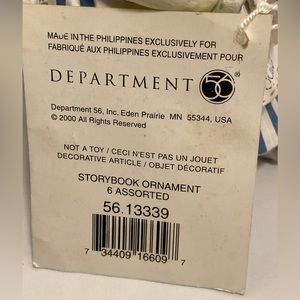 MADE IN THE PHILIPPINES EXCLUSIVELY FOR
FABRIQUÉ AUX PHILIPPINES EXCLUSIVEMENT POUR
DEPARTMENT 56®
Department 56, Inc. Eden Prairie MN 55344, USA
© 2000 All Rights Reserved
NOT A TOY / CECI N'EST PAS UN JOUET
DECORATIVE ARTICLE / OBJET DÉCORATIF
STORYBOOK ORNAMENT
6 ASSORTED
56.13339
7 34409 16609 7